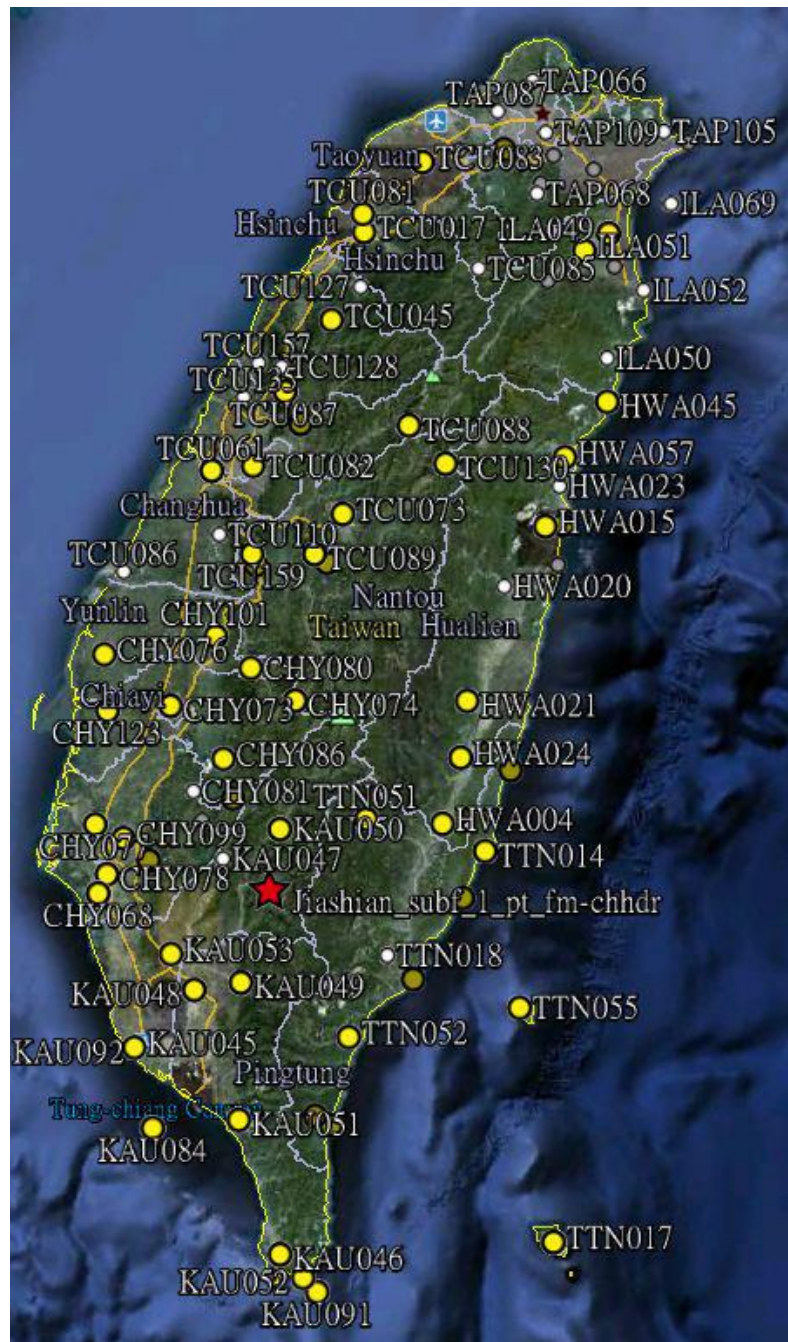 TAP066
TAP087
TAP109
TAP105
Taoyuan
TCU083
TCU081
TAP068
ILA069
Hsinchu
TCU017
ILA049
ILA051
Hsinchu
TCU085
TCU127
ILA052
TCU045
TCU157
TCU128
ILA050
TCU135
HWA045
TCU087
TCU088
TCU061
TCU082
TCU130
HWA057
HWA023
Changhua
TCU073
HWA015
TCU110
TCU086
TCU159
TCU089
HWA020
Nantou
Yunlin
CHY101
Taiwan
Hualien
CHY076
CHY080
Chiayi
CHY073
CHY074
HWA021
CHY123
CHY086
HWA024
CHY081
TTN051
KAU050
HWA004
CHY099
TTN014
KAU047
CHY078
Jiashian_subf_1_pt_fm-chhdr
CHY068
KAU053
TTN018
KAU048
KAU049
TTN055
KAU092
KAU045
TTN052
Pingtung
Tung-chiang
KAU051
KAU084
TTN017
KAU046
KAU052
KAU091